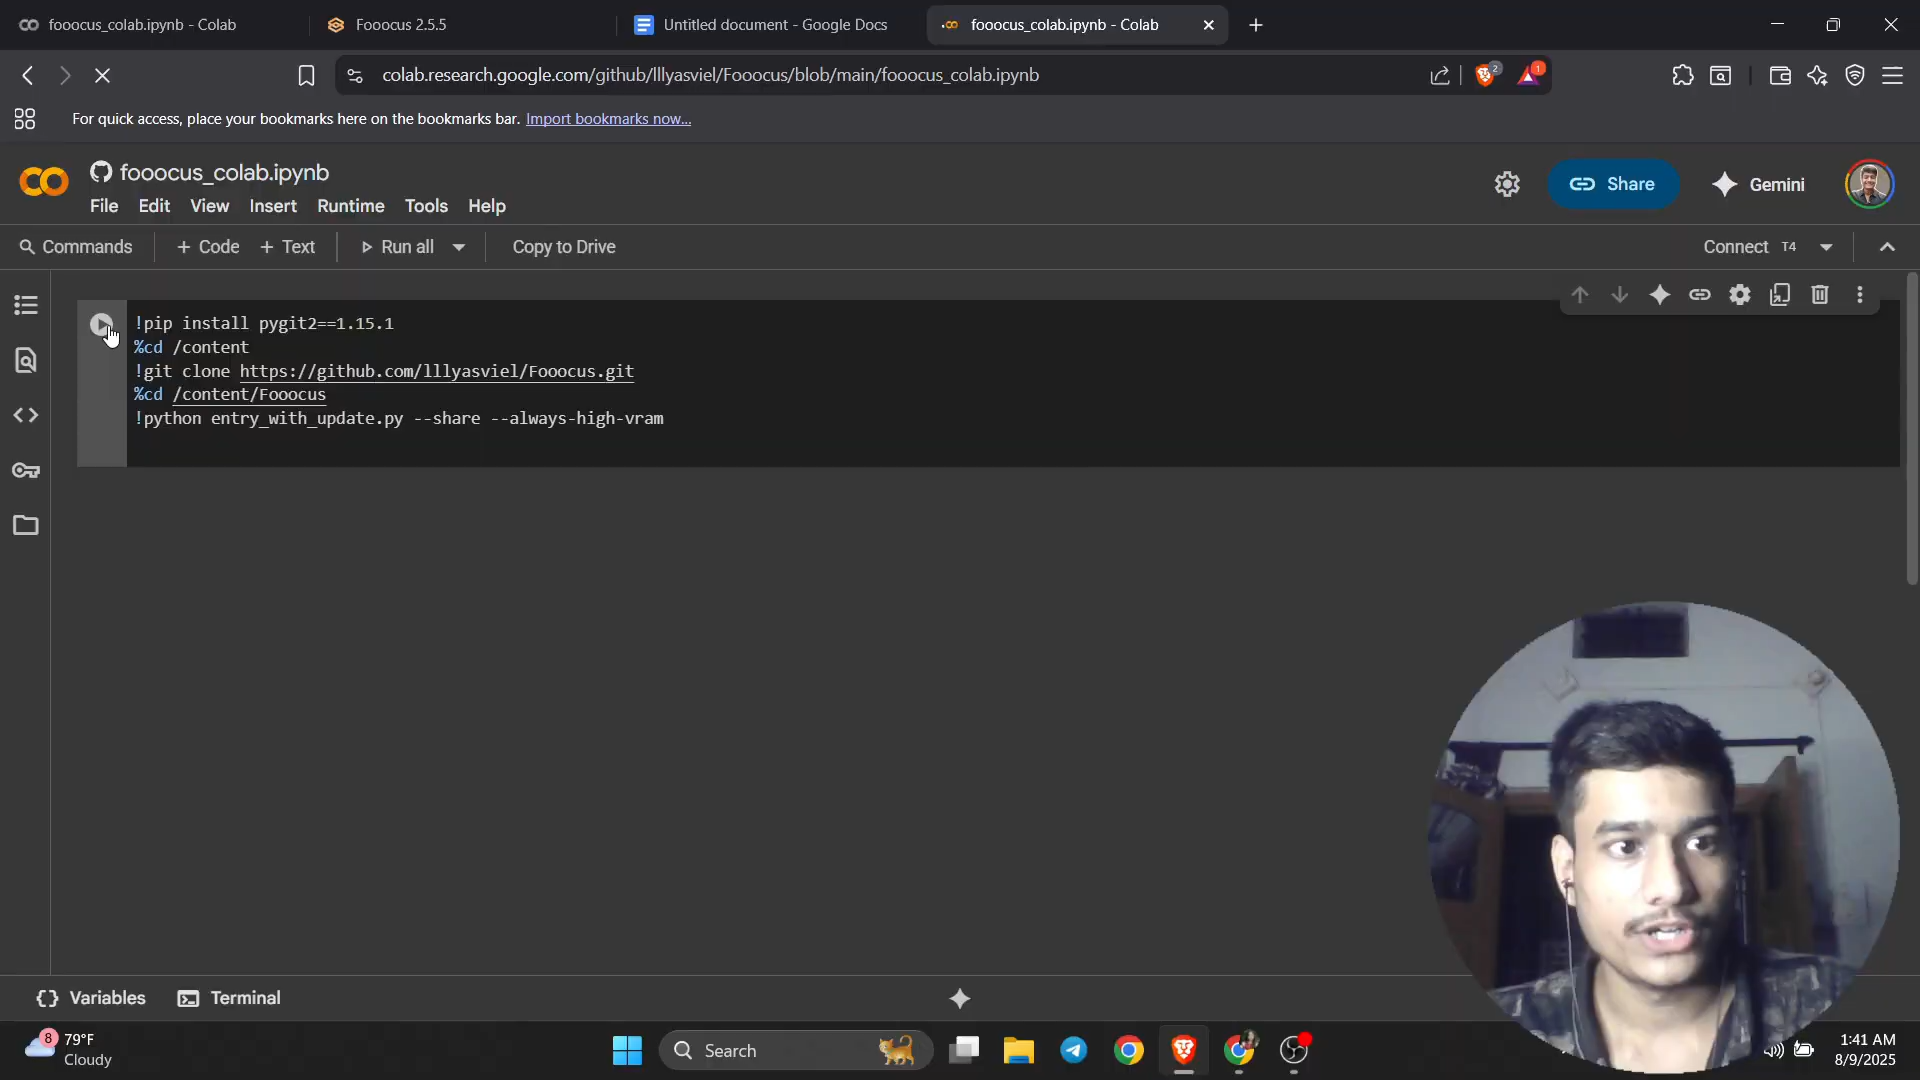 fooocus_colab.ipynb - Colab
Fooocus 2.5.5
Untitled document - Google Docs
fooocus_colab.ipynb - Colab
colab.research.google.com/github/lllyasviel/Fooocus/blob/main/fooocus_colab.ipynb
2
1
For quick access, place your bookmarks here on the bookmarks bar. Import bookmarks now...
fooocus_colab.ipynb
File Edit View Insert Runtime Tools Help
Share
Gemini
Commands
+ Code + Text
Run all
Copy to Drive
Connect T4
!pip install pygit2==1.15.1
%cd /content
!git clone https://github.com/lllyasviel/Fooocus.git
%cd /content/Fooocus
!python entry_with_update.py --share --always-high-vram
Variables
Terminal
8
79°F
Cloudy
Search
1:41 AM
8/9/2025